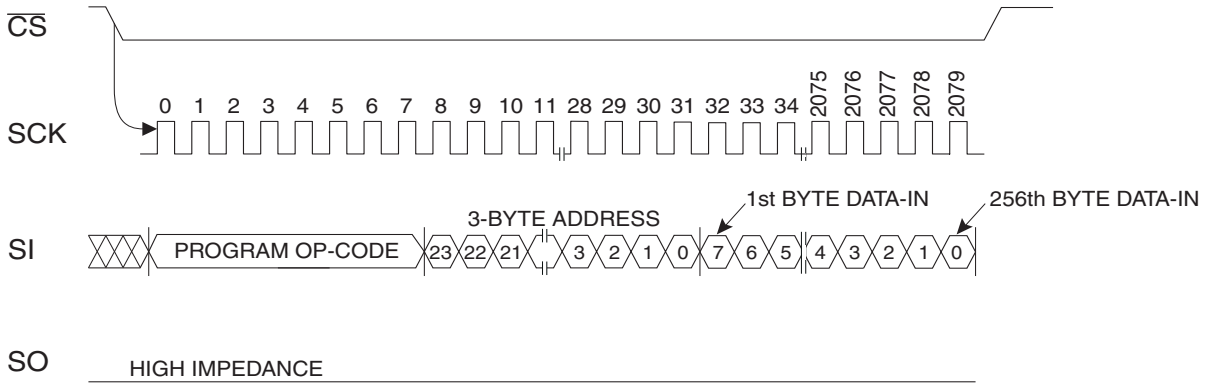 CS
0 1 2 3 4 5 6 7 8 9 10 11 28 29 30 31 32 33 34 2075 2076 2077 2078 2079
SCK
1st BYTE DATA-IN 256th BYTE DATA-IN
3-BYTE ADDRESS
SI PROGRAM OP-CODE 23 22 21 3 2 1 0 7 6 5 4 3 2 1 0
SO HIGH IMPEDANCE